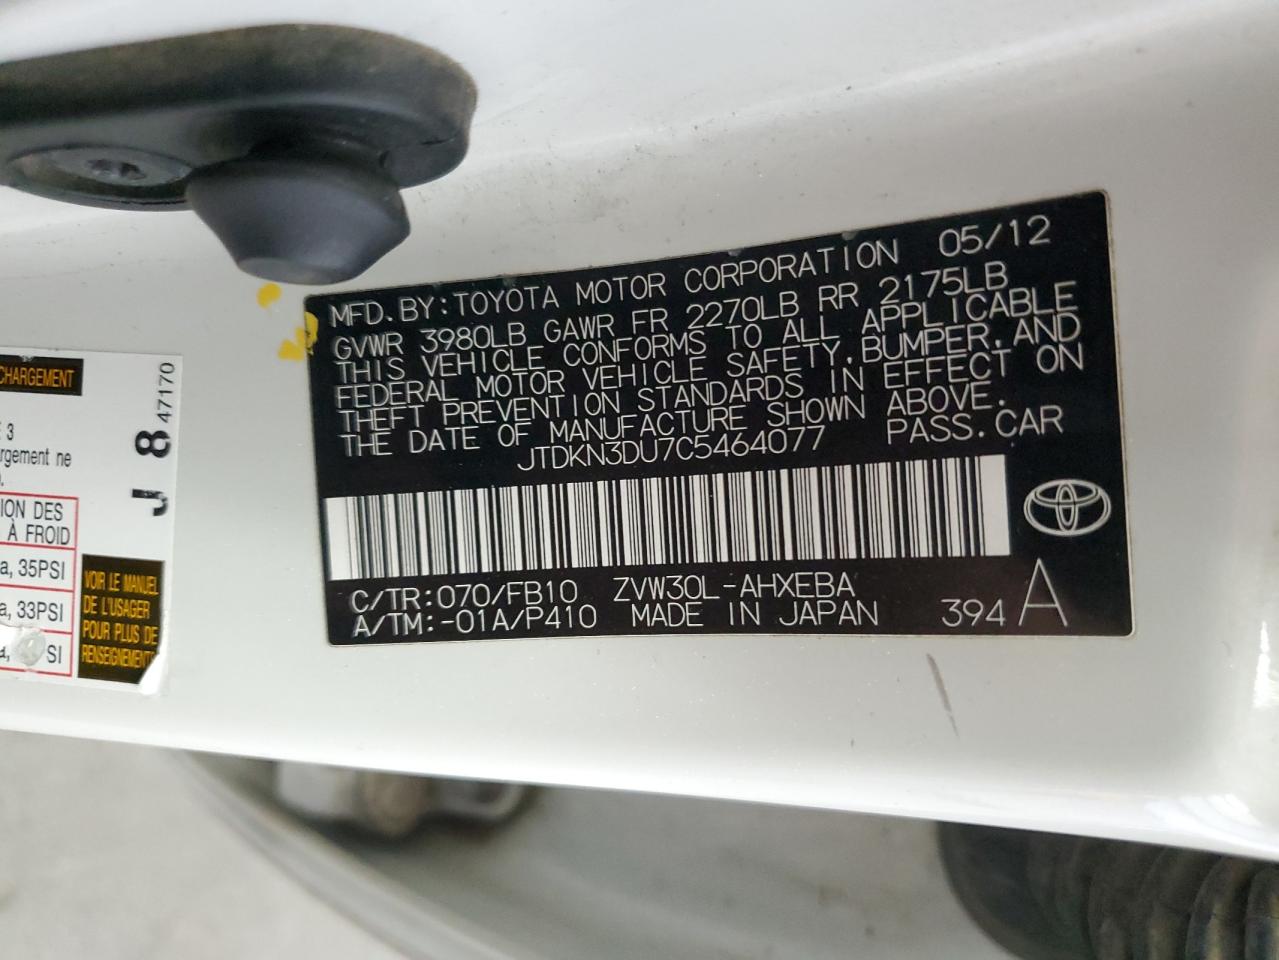 MFD. BY: TOYOTA MOTOR CORPORATION 05/12
GVWR 3980LB GAWR FR 2270LB RR 2175LB
THIS VEHICLE CONFORMS TO ALL APPLICABLE
FEDERAL MOTOR VEHICLE SAFETY, BUMPER, AND
THEFT PREVENTION STANDARDS IN EFFECT ON
THE DATE OF MANUFACTURE SHOWN ABOVE.
JTDKN3DU7C5464077 PASS. CAR
C/TR: 070/FB10 ZVW30L-AHXEBA
A/TM: -01A/P410 MADE IN JAPAN 394 A
CHARGEMENT
3
rgement ne
ION DES
À FROID
a, 35PSI
a, 33PSI
SI
VOIR LE MANUEL
DE L'USAGER
POUR PLUS DE
RENSEIGNEMENT
J 8 47170